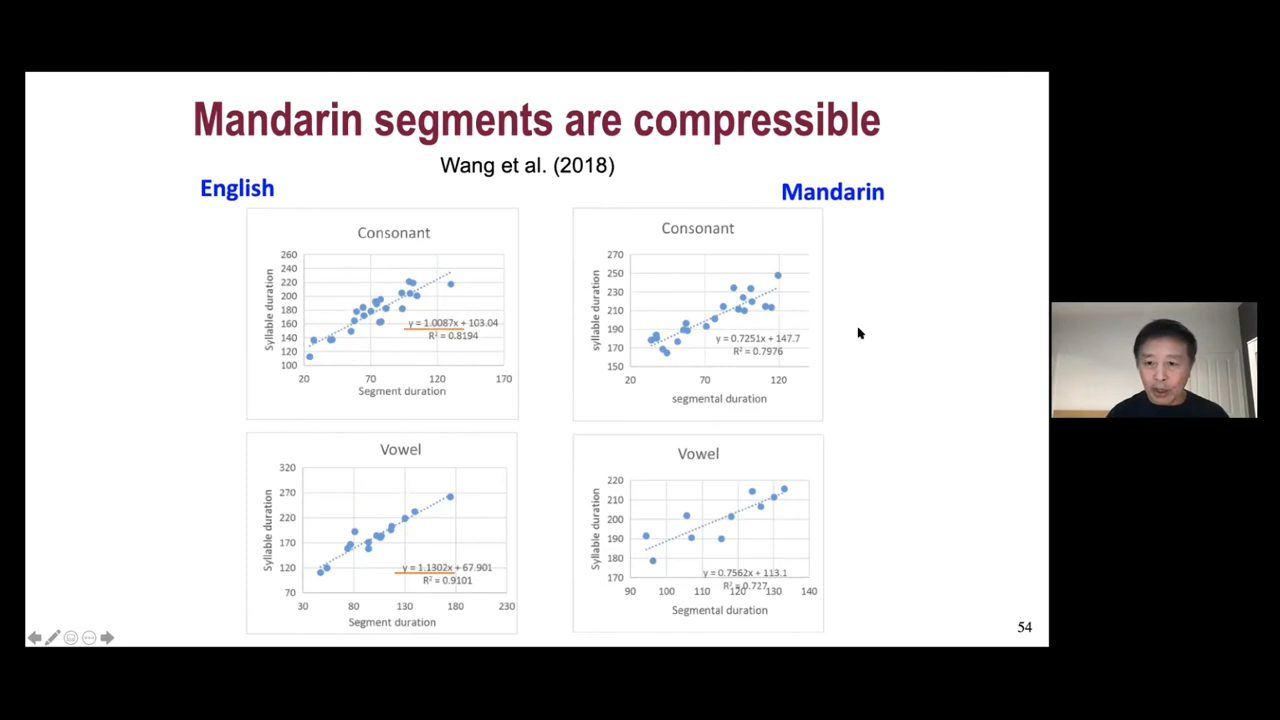 Mandarin segments are compressible
Wang et al. (2018)
English
Mandarin
Consonant
Syllable duration
260
240
220
200
180
160
140
120
100
y = 1.0087x + 103.04
R² = 0.8194
20 70 120 170
Segment duration
Consonant
syllable duration
270
250
230
210
190
170
150
y = 0.7251x + 147.7
R² = 0.7976
20 70 120
segmental duration
Vowel
Syllable duration
320
270
220
170
120
70
y = 1.1302x + 67.901
R² = 0.9101
30 80 130 180 230
Segment duration
Vowel
Syllable duration
220
210
200
190
180
170
y = 0.7562x + 113.1
R² = 0.727
90 100 110 120 130 140
Segmental duration
54